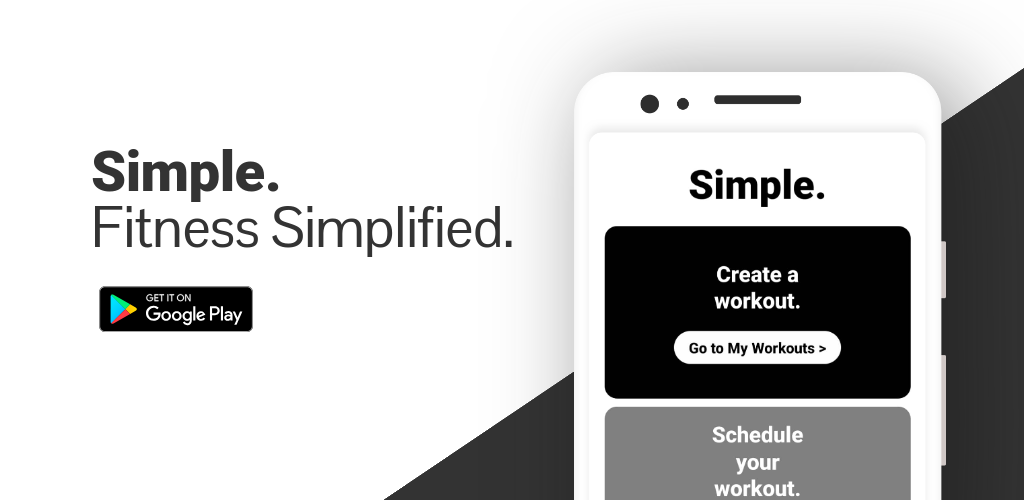 Simple.
Fitness Simplified.
GET IT ON
Google Play
Simple.
Create a
workout.
Go to My Workouts >
Schedule
your
workout.